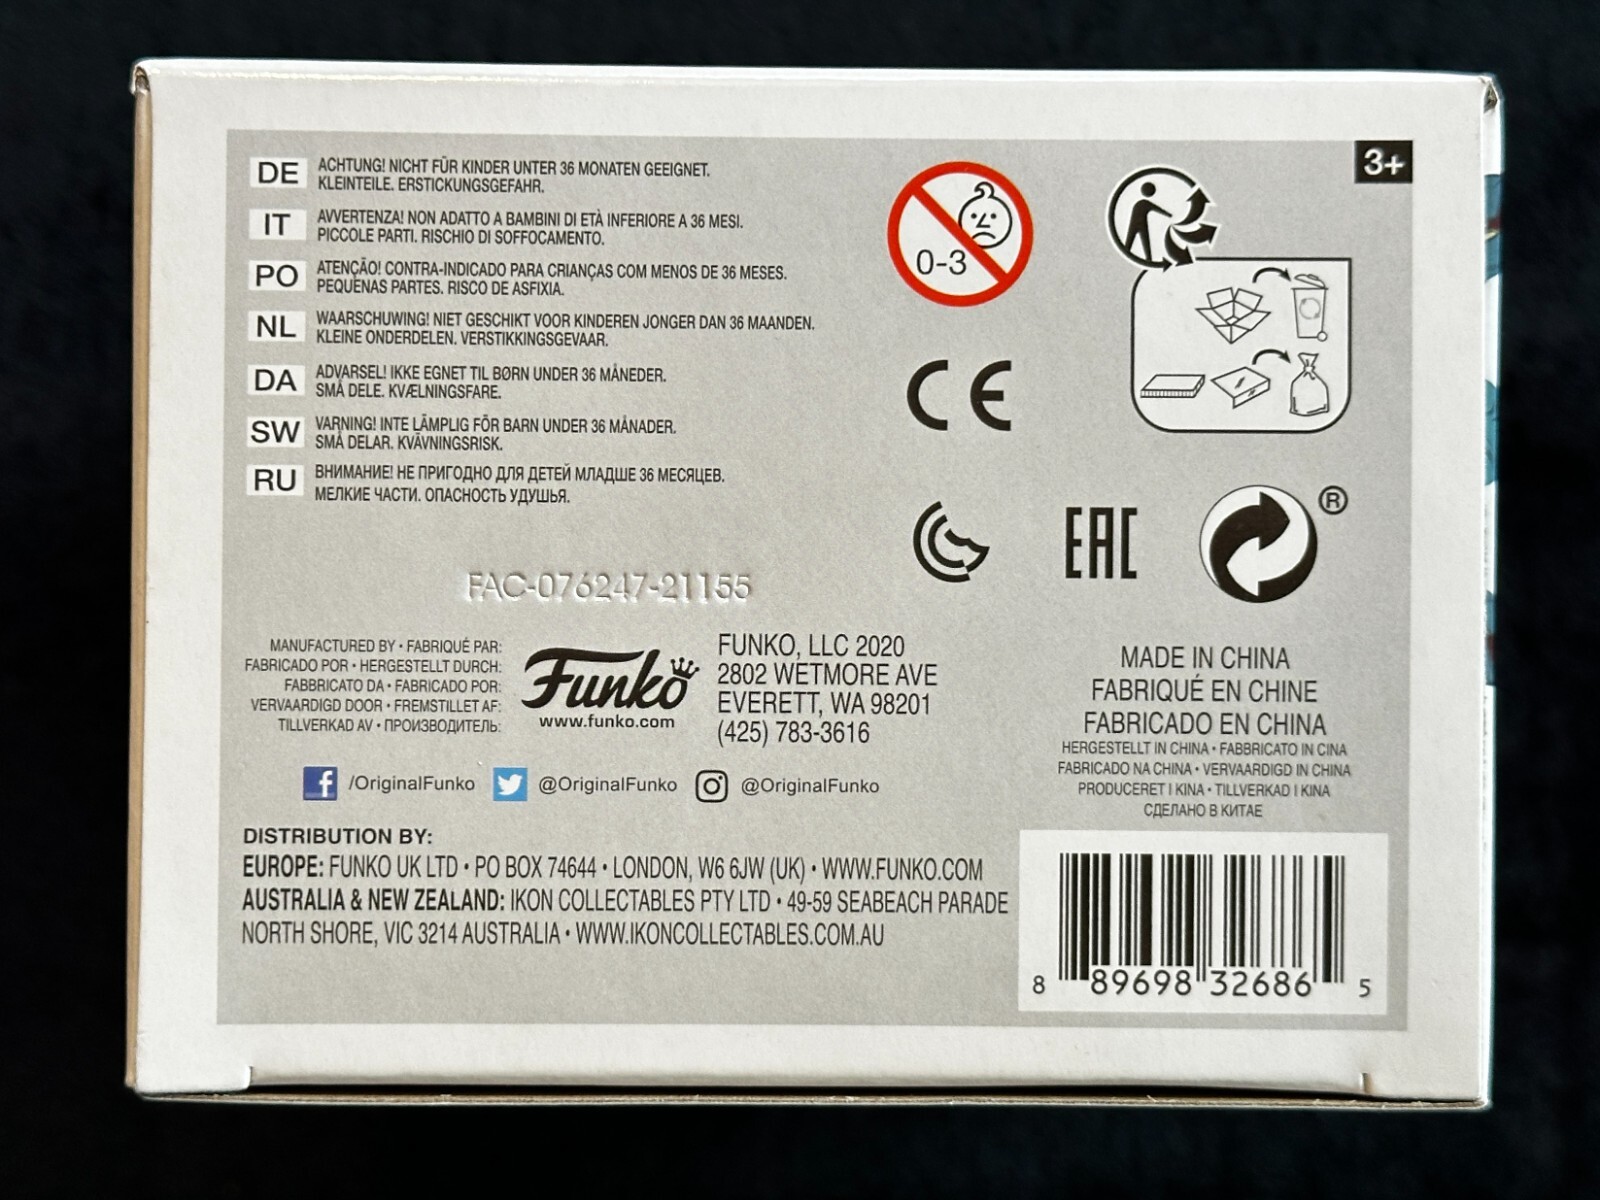 3+
DE
ACHTUNG! NICHT FÜR KINDER UNTER 36 MONATEN GEEIGNET.
KLEINTEILE. ERSTICKUNGSGEFAHR.
IT
AVVERTENZA! NON ADATTO A BAMBINI DI ETÀ INFERIORE A 36 MESI.
PICCOLE PARTI. RISCHIO DI SOFFOCAMENTO.
PO
ATENÇÃO! CONTRA-INDICADO PARA CRIANÇAS COM MENOS DE 36 MESES.
PEQUENAS PARTES. RISCO DE ASFIXIA.
NL
WAARSCHUWING! NIET GESCHIKT VOOR KINDEREN JONGER DAN 36 MAANDEN.
KLEINE ONDERDELEN. VERSTIKKINGSGEVAAR.
DA
ADVARSEL! IKKE EGNET TIL BØRN UNDER 36 MÅNEDER.
SMÅ DELE. KVÆLNINGSFARE.
SW
VARNING! INTE LÄMPLIG FÖR BARN UNDER 36 MÅNADER.
SMÅ DELAR. KVÄVNINGSRISK.
RU
ВНИМАНИЕ! НЕ ПРИГОДНО ДЛЯ ДЕТЕЙ МЛАДШЕ 36 МЕСЯЦЕВ.
МЕЛКИЕ ЧАСТИ. ОПАСНОСТЬ УДУШЬЯ.
0-3
CE
EAC
®
FAC-076247-21155
MANUFACTURED BY • FABRIQUÉ PAR:
FABRICADO POR • HERGESTELLT DURCH:
FABBRICATO DA • FABRICADO POR:
VERVAARDIGD DOOR • FREMSTILLET AF:
TILLVERKAD AV • ПРОИЗВОДИТЕЛЬ:
Funko
www.funko.com
FUNKO, LLC 2020
2802 WETMORE AVE
EVERETT, WA 98201
(425) 783-3616
MADE IN CHINA
FABRIQUÉ EN CHINE
FABRICADO EN CHINA
HERGESTELLT IN CHINA • FABBRICATO IN CINA
FABRICADO NA CHINA • VERVAARDIGD IN CHINA
PRODUCERET I KINA • TILLVERKAD I KINA
СДЕЛАНО В КИТАЕ
/OriginalFunko @OriginalFunko @OriginalFunko
DISTRIBUTION BY:
EUROPE: FUNKO UK LTD • PO BOX 74644 • LONDON, W6 6JW (UK) • WWW.FUNKO.COM
AUSTRALIA & NEW ZEALAND: IKON COLLECTABLES PTY LTD • 49-59 SEABEACH PARADE
NORTH SHORE, VIC 3214 AUSTRALIA • WWW.IKONCOLLECTABLES.COM.AU
8 89698 32686 5